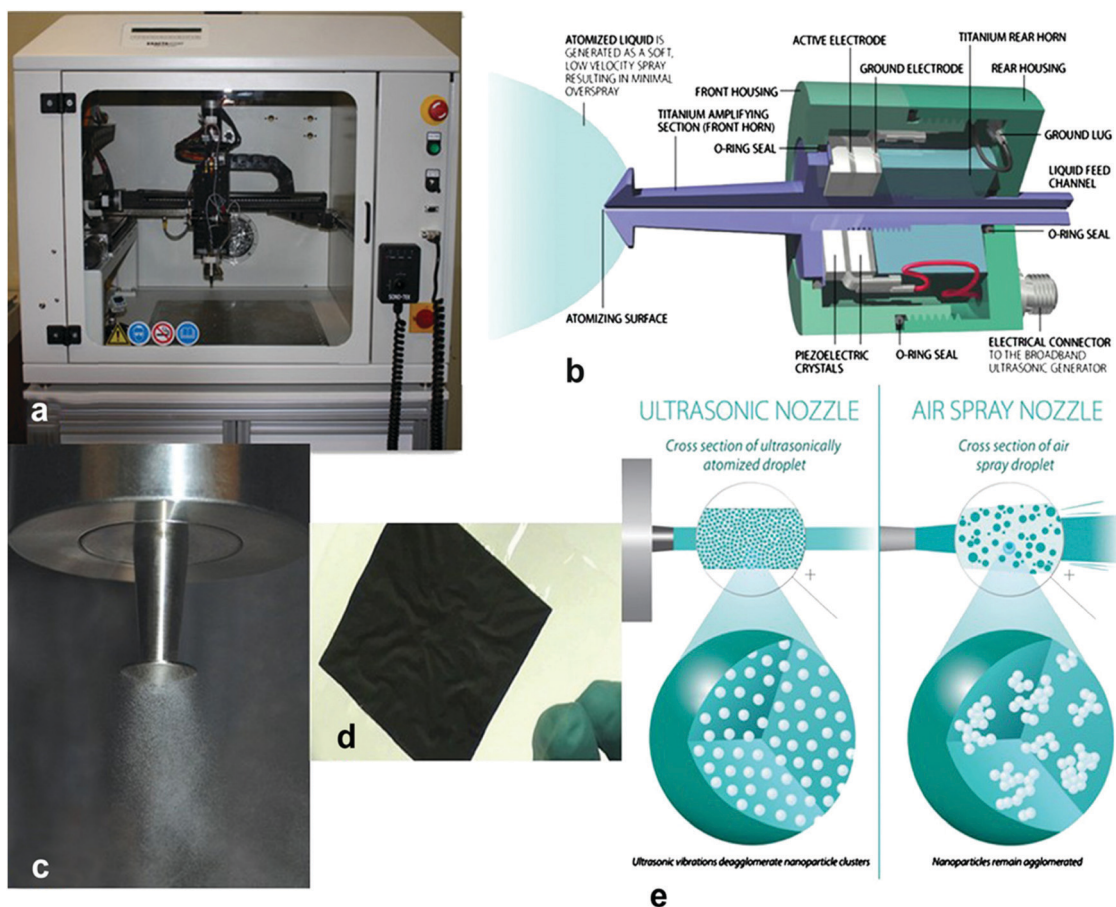 EXACTACOAT
SONO-TEK
a
ATOMIZED LIQUID IS
GENERATED AS A SOFT,
LOW VELOCITY SPRAY
RESULTING IN MINIMAL
OVERSPRAY
ACTIVE ELECTRODE
GROUND ELECTRODE
TITANIUM REAR HORN
REAR HOUSING
FRONT HOUSING
TITANIUM AMPLIFYING
SECTION (FRONT HORN)
O-RING SEAL
GROUND LUG
LIQUID FEED
CHANNEL
O-RING SEAL
ATOMIZING SURFACE
PIEZOELECTRIC
CRYSTALS
O-RING SEAL
ELECTRICAL CONNECTOR
TO THE BROADBAND
ULTRASONIC GENERATOR
b
c
d
ULTRASONIC NOZZLE
Cross section of ultrasonically
atomized droplet
Ultrasonic vibrations deagglomerate nanoparticle clusters
AIR SPRAY NOZZLE
Cross section of air
spray droplet
Nanoparticles remain agglomerated
e